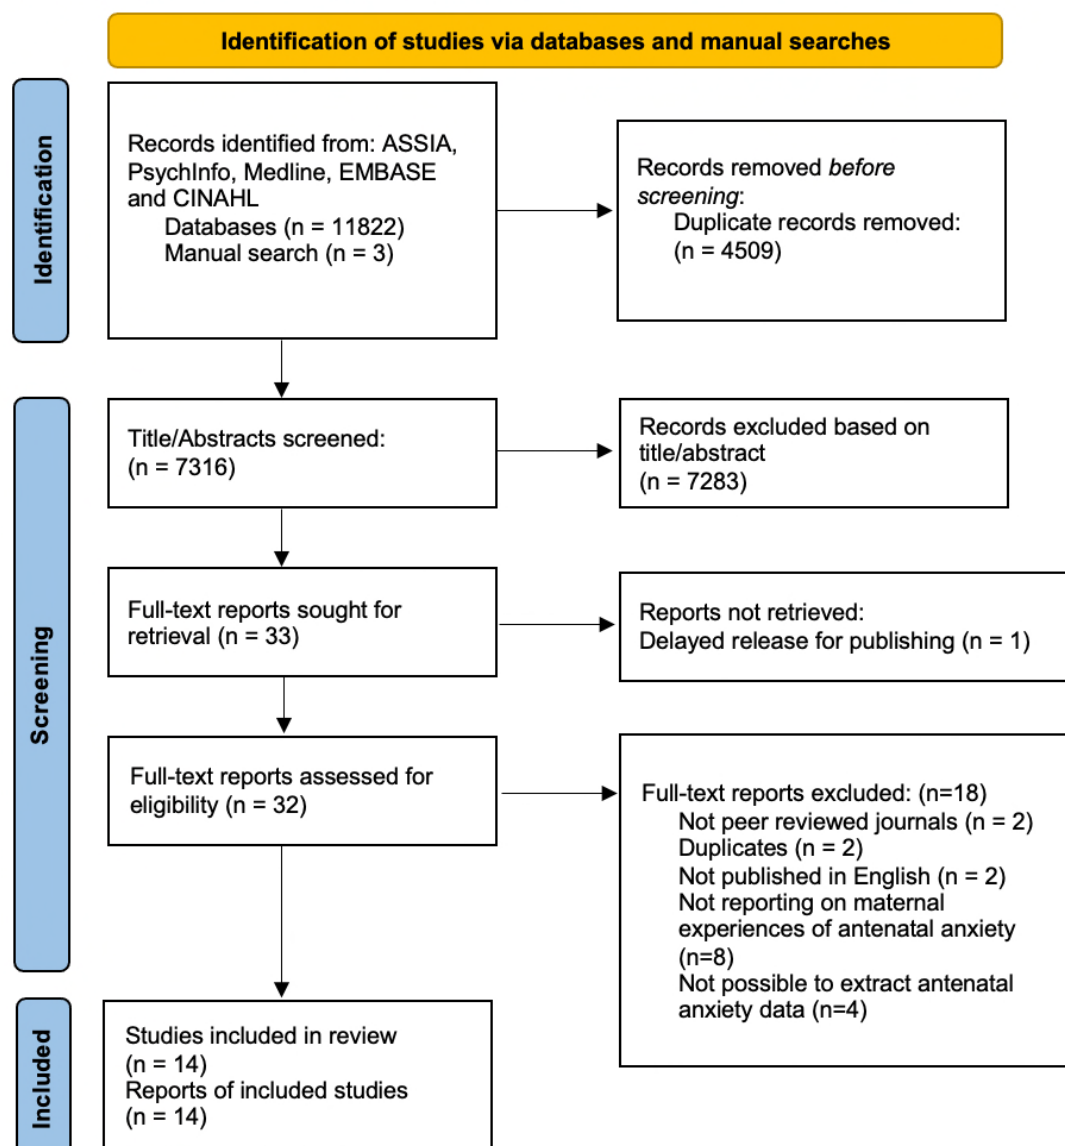 Identification of studies via databases and manual searches
Identification
Records identified from: ASSIA,
PsychInfo, Medline, EMBASE
and CINAHL
Databases (n = 11822)
Manual search (n = 3)
Records removed before
screening:
Duplicate records removed:
(n = 4509)
Screening
Title/Abstracts screened:
(n = 7316)
Records excluded based on
title/abstract
(n = 7283)
Full-text reports sought for
retrieval (n = 33)
Reports not retrieved:
Delayed release for publishing (n = 1)
Full-text reports assessed for
eligibility (n = 32)
Full-text reports excluded: (n=18)
Not peer reviewed journals (n = 2)
Duplicates (n = 2)
Not published in English (n = 2)
Not reporting on maternal
experiences of antenatal anxiety
(n=8)
Not possible to extract antenatal
anxiety data (n=4)
Included
Studies included in review
(n = 14)
Reports of included studies
(n = 14)